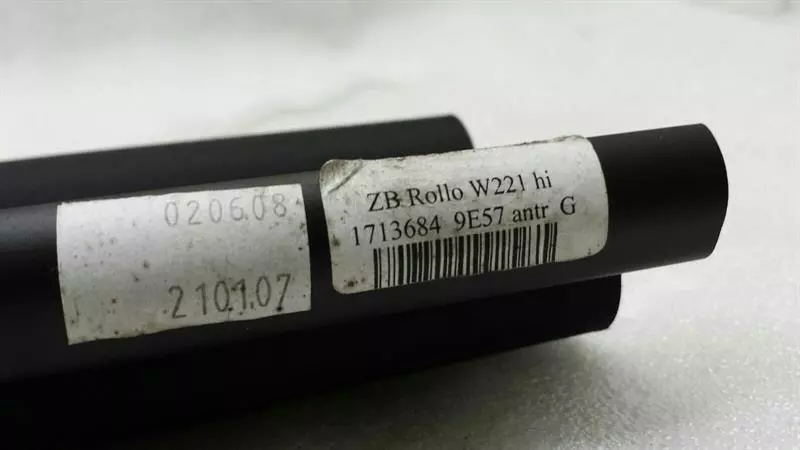 020608
210107
ZB Rollo W221 hi
1713684 9E57 antr G